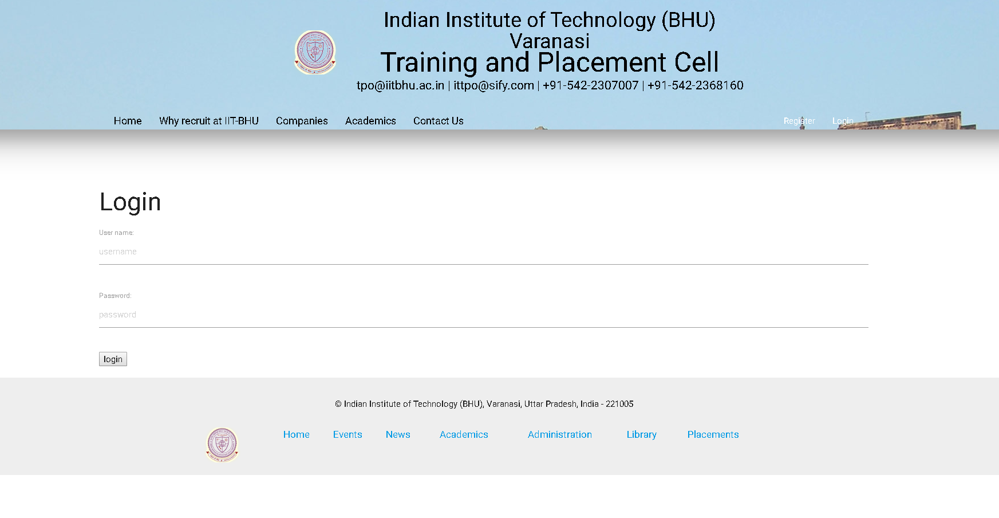 Indian Institute of Technology (BHU)
Varanasi
Training and Placement Cell
tpo@iitbhu.ac.in | ittpo@sify.com | +91-542-2307007 | +91-542-2368160
Home Why recruit at IIT-BHU Companies Academics Contact Us Register Login
Login
User name:
username
Password:
password
login
© Indian Institute of Technology (BHU), Varanasi, Uttar Pradesh, India - 221005
Home Events News Academics Administration Library Placements